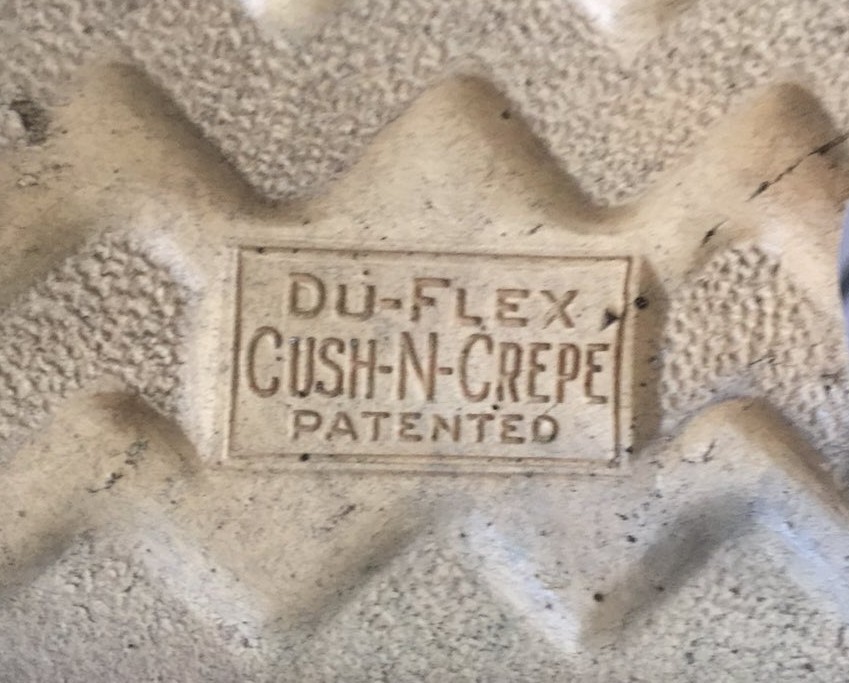 DU-FLEX
CUSH-N-CREPE
PATENTED